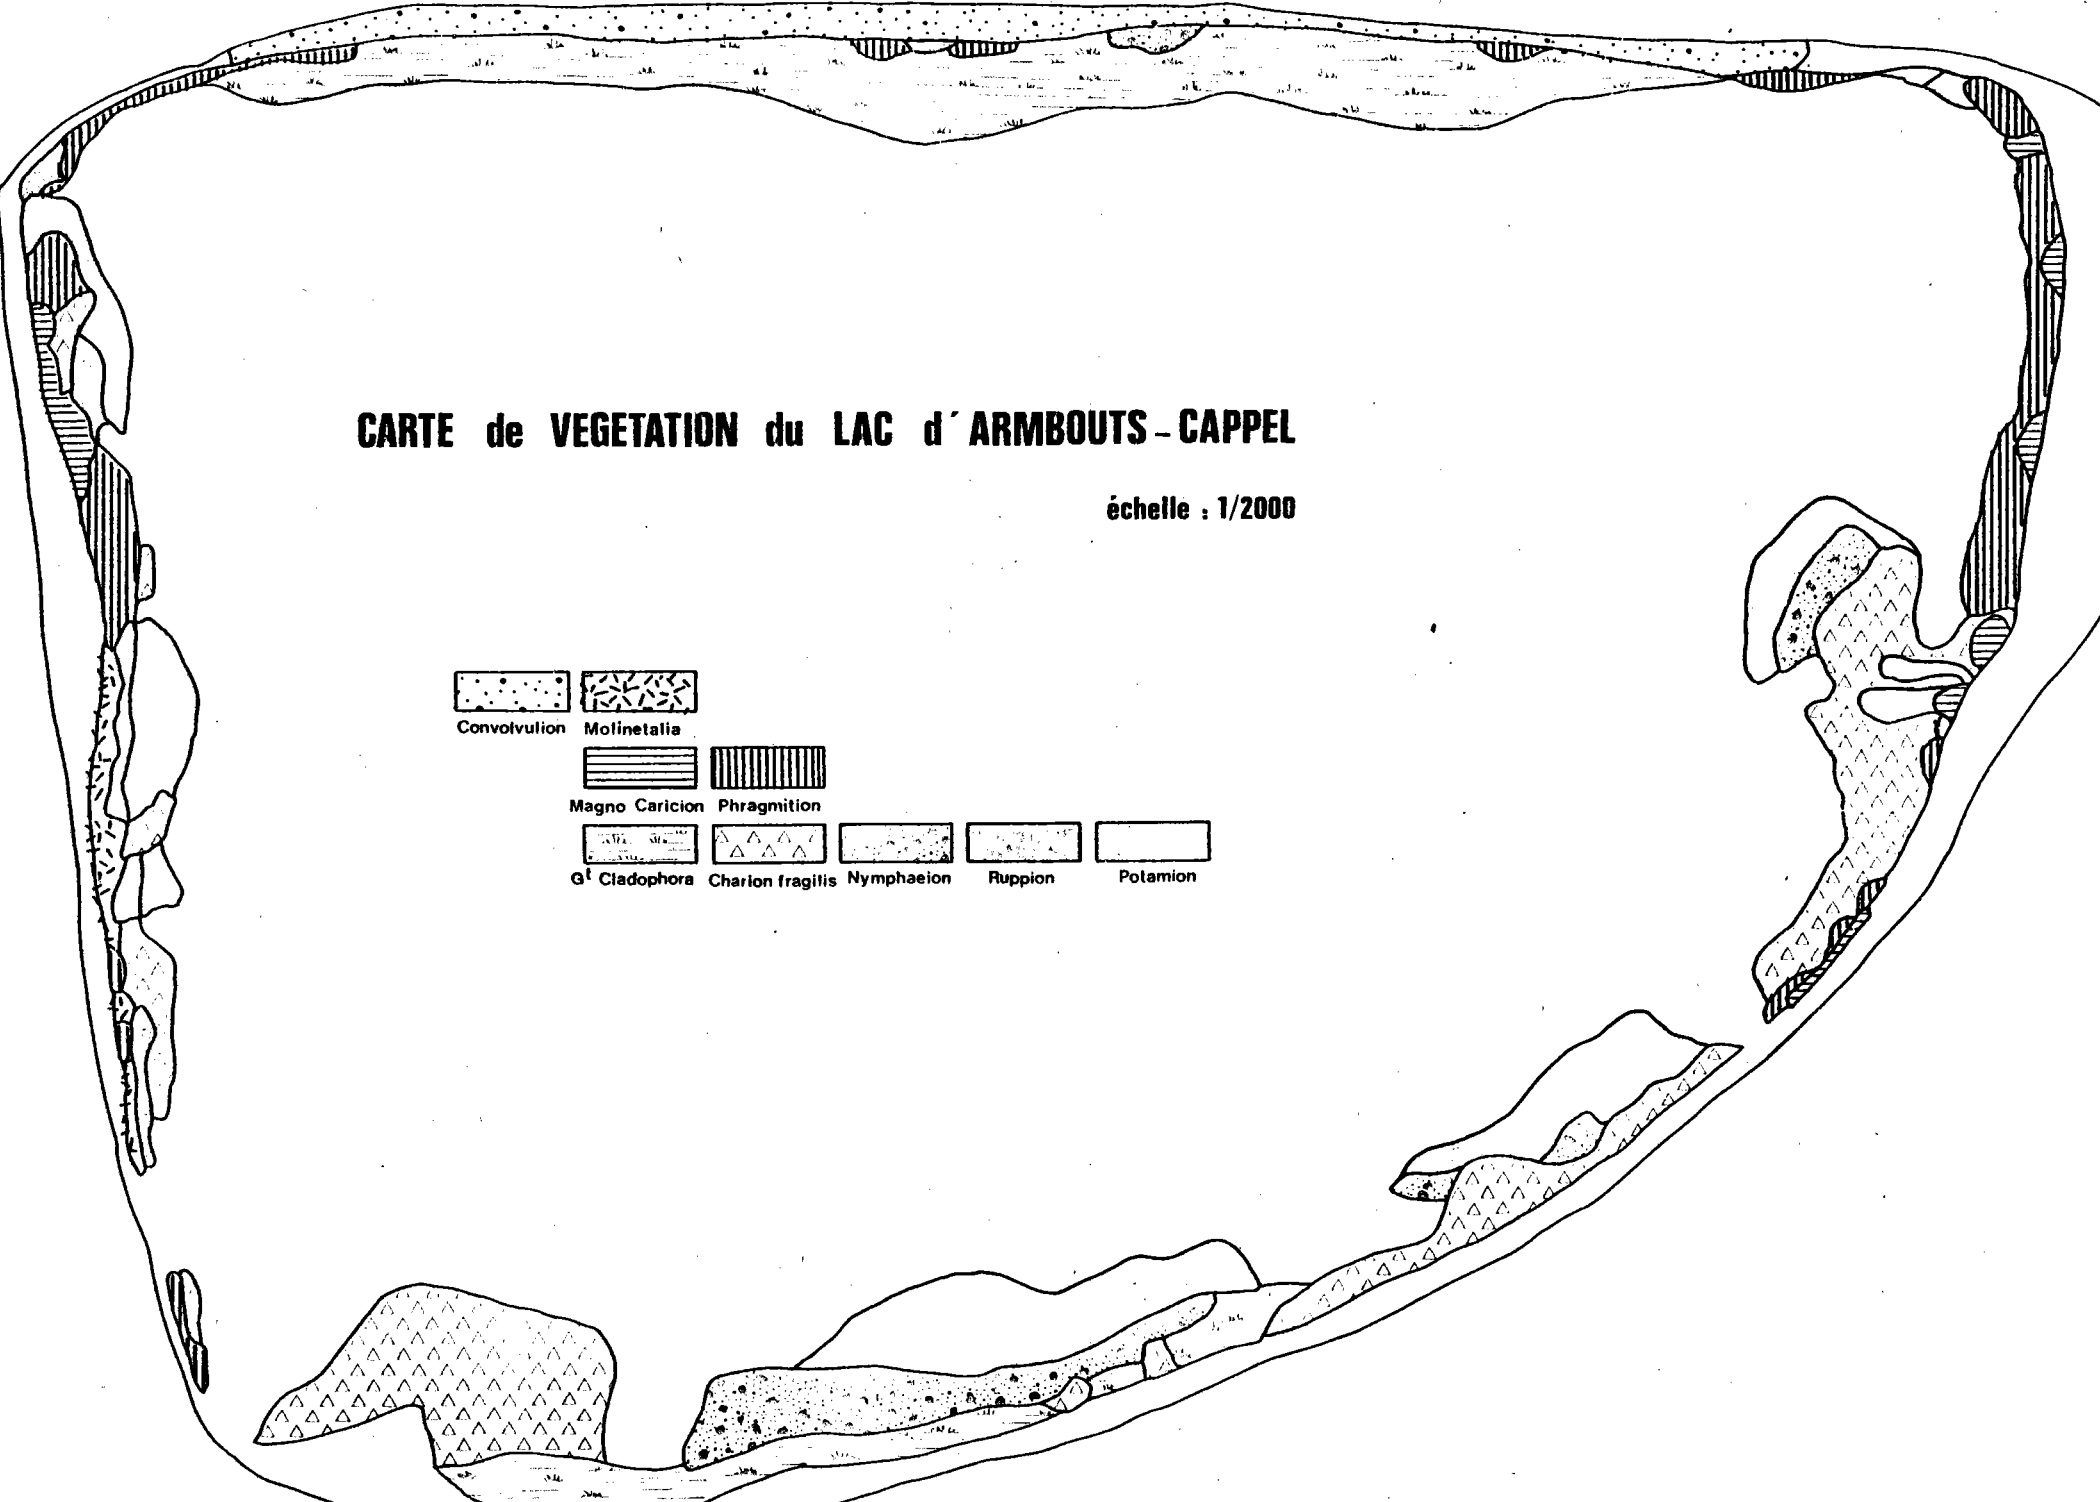 CARTE de VEGETATION du LAC d´ARMBOUTS-CAPPEL
échelle : 1/2000
Convolvulion Molinetalia
Magno Caricion Phragmition
Gt Cladophora Charion fragilis Nymphaeion Ruppion Potamion